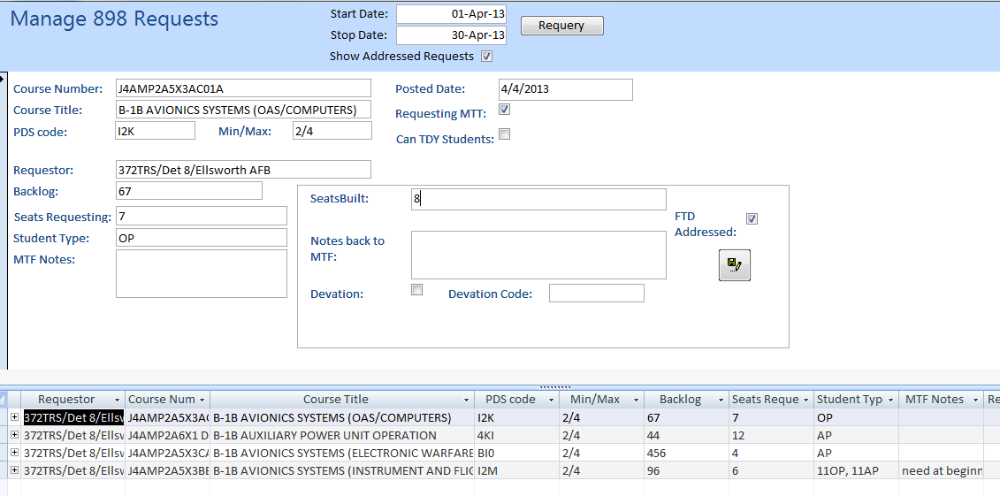 Manage 898 Requests
Start Date: 01-Apr-13
Stop Date: 30-Apr-13
Requery
Show Addressed Requests
Course Number: J4AMP2A5X3AC01A
Posted Date: 4/4/2013
Course Title: B-1B AVIONICS SYSTEMS (OAS/COMPUTERS)
Requesting MTT:
PDS code: I2K Min/Max: 2/4
Can TDY Students:
Requestor: 372TRS/Det 8/Ellsworth AFB
Backlog: 67
SeatsBuilt: 8
Seats Requesting: 7
FTD Addressed:
Student Type: OP
Notes back to MTF:
MTF Notes:
Devation: Devation Code:
Requestor Course Num Course Title PDS code Min/Max Backlog Seats Reque Student Typ MTF Notes Re
372TRS/Det 8/Ellsw J4AMP2A5X3AC B-1B AVIONICS SYSTEMS (OAS/COMPUTERS) I2K 2/4 67 7 OP
372TRS/Det 8/Ellsw J4AMP2A6X1 D B-1B AUXILIARY POWER UNIT OPERATION 4KI 2/4 44 12 AP
372TRS/Det 8/Ellsw J4AMP2A5X3CA B-1B AVIONICS SYSTEMS (ELECTRONIC WARFARE BI0 2/4 456 4 AP
372TRS/Det 8/Ellsw J4AMP2A5X3BE B-1B AVIONICS SYSTEMS (INSTRUMENT AND FLIG I2M 2/4 96 6 11OP, 11AP need at beginn